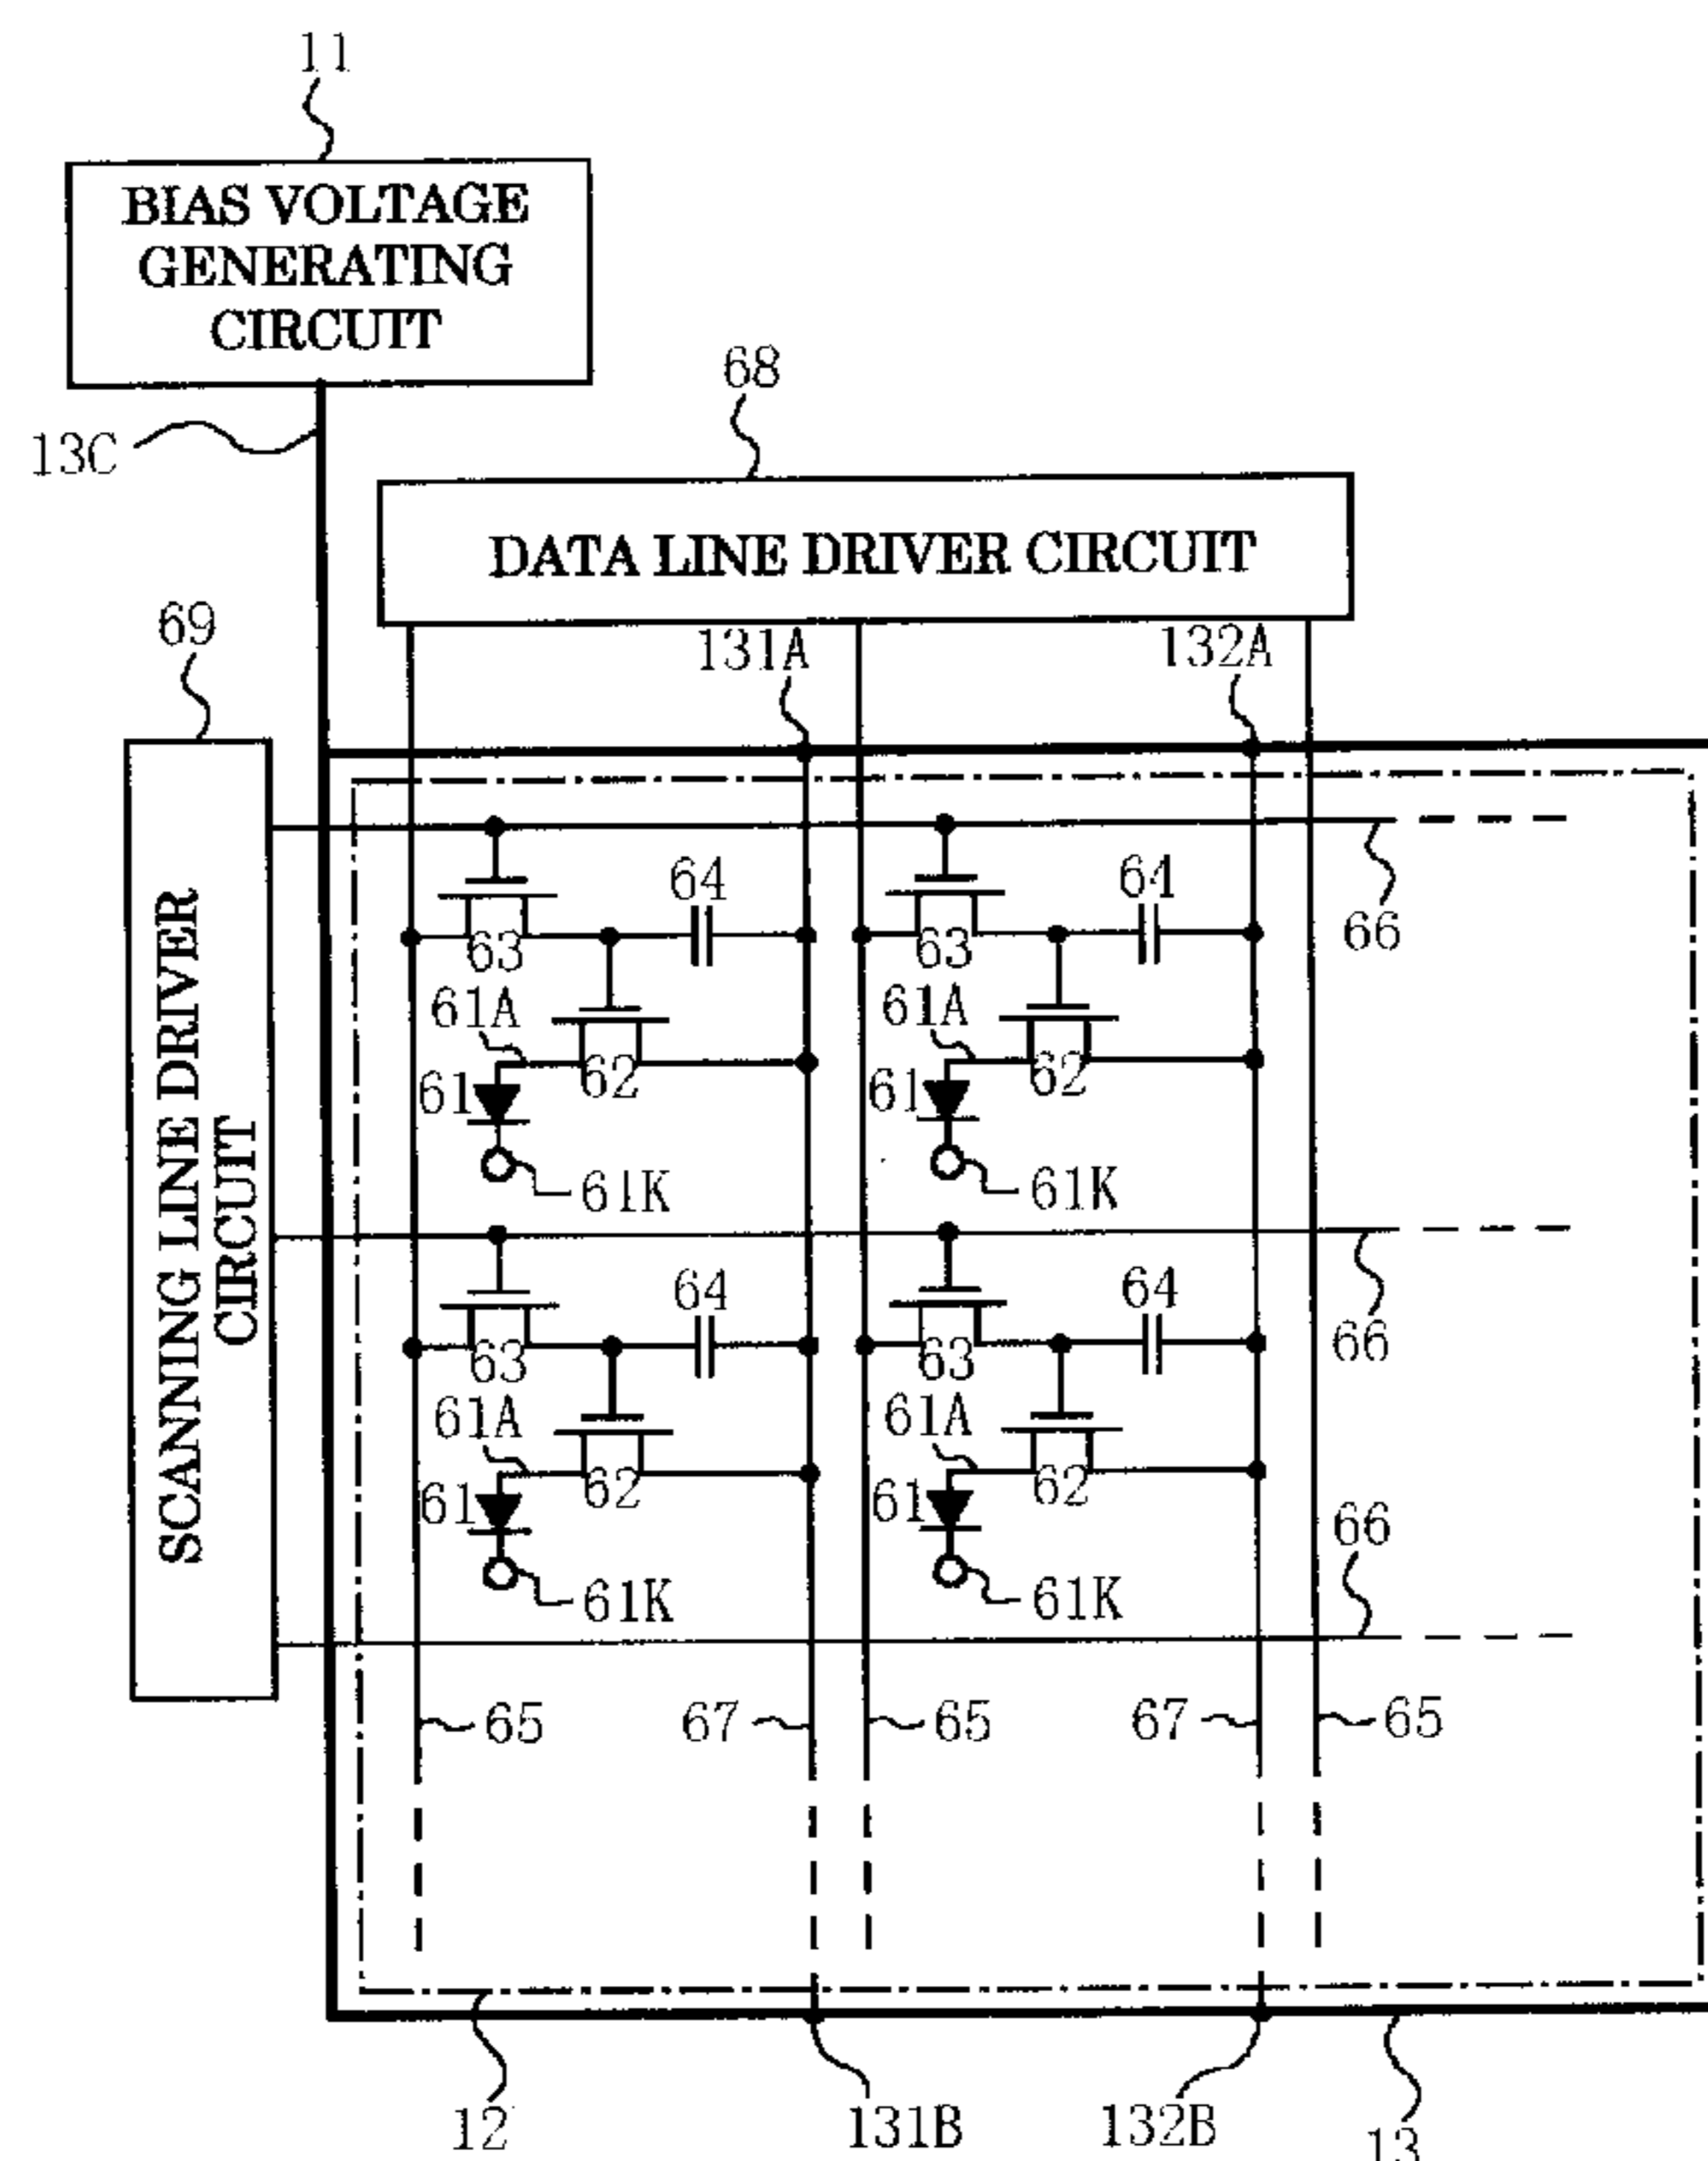 11
BIAS VOLTAGE
GENERATING
CIRCUIT
13C
68
DATA LINE DRIVER CIRCUIT
69
131A
132A
SCANNING LINE DRIVER
CIRCUIT
64
64
66
63
63
61A
61A
62
62
61
61
61K
61K
64
64
66
63
63
61A
61A
62
62
61
61
66
61K
61K
65
67
65
67
65
12
131B
132B
13